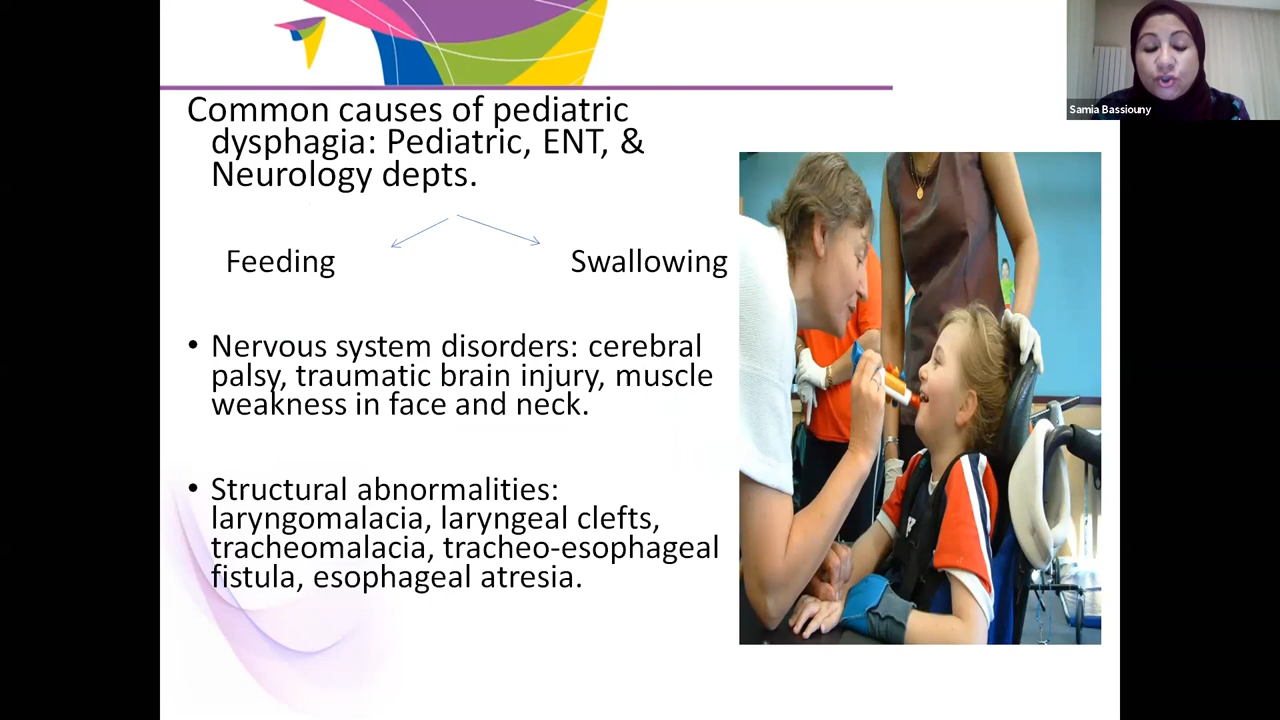 Samia Bassiouny
Common causes of pediatric
dysphagia: Pediatric, ENT, &
Neurology depts.
Feeding
Swallowing
• Nervous system disorders: cerebral
palsy, traumatic brain injury, muscle
weakness in face and neck.
• Structural abnormalities:
laryngomalacia, laryngeal clefts,
tracheomalacia, tracheo-esophageal
fistula, esophageal atresia.